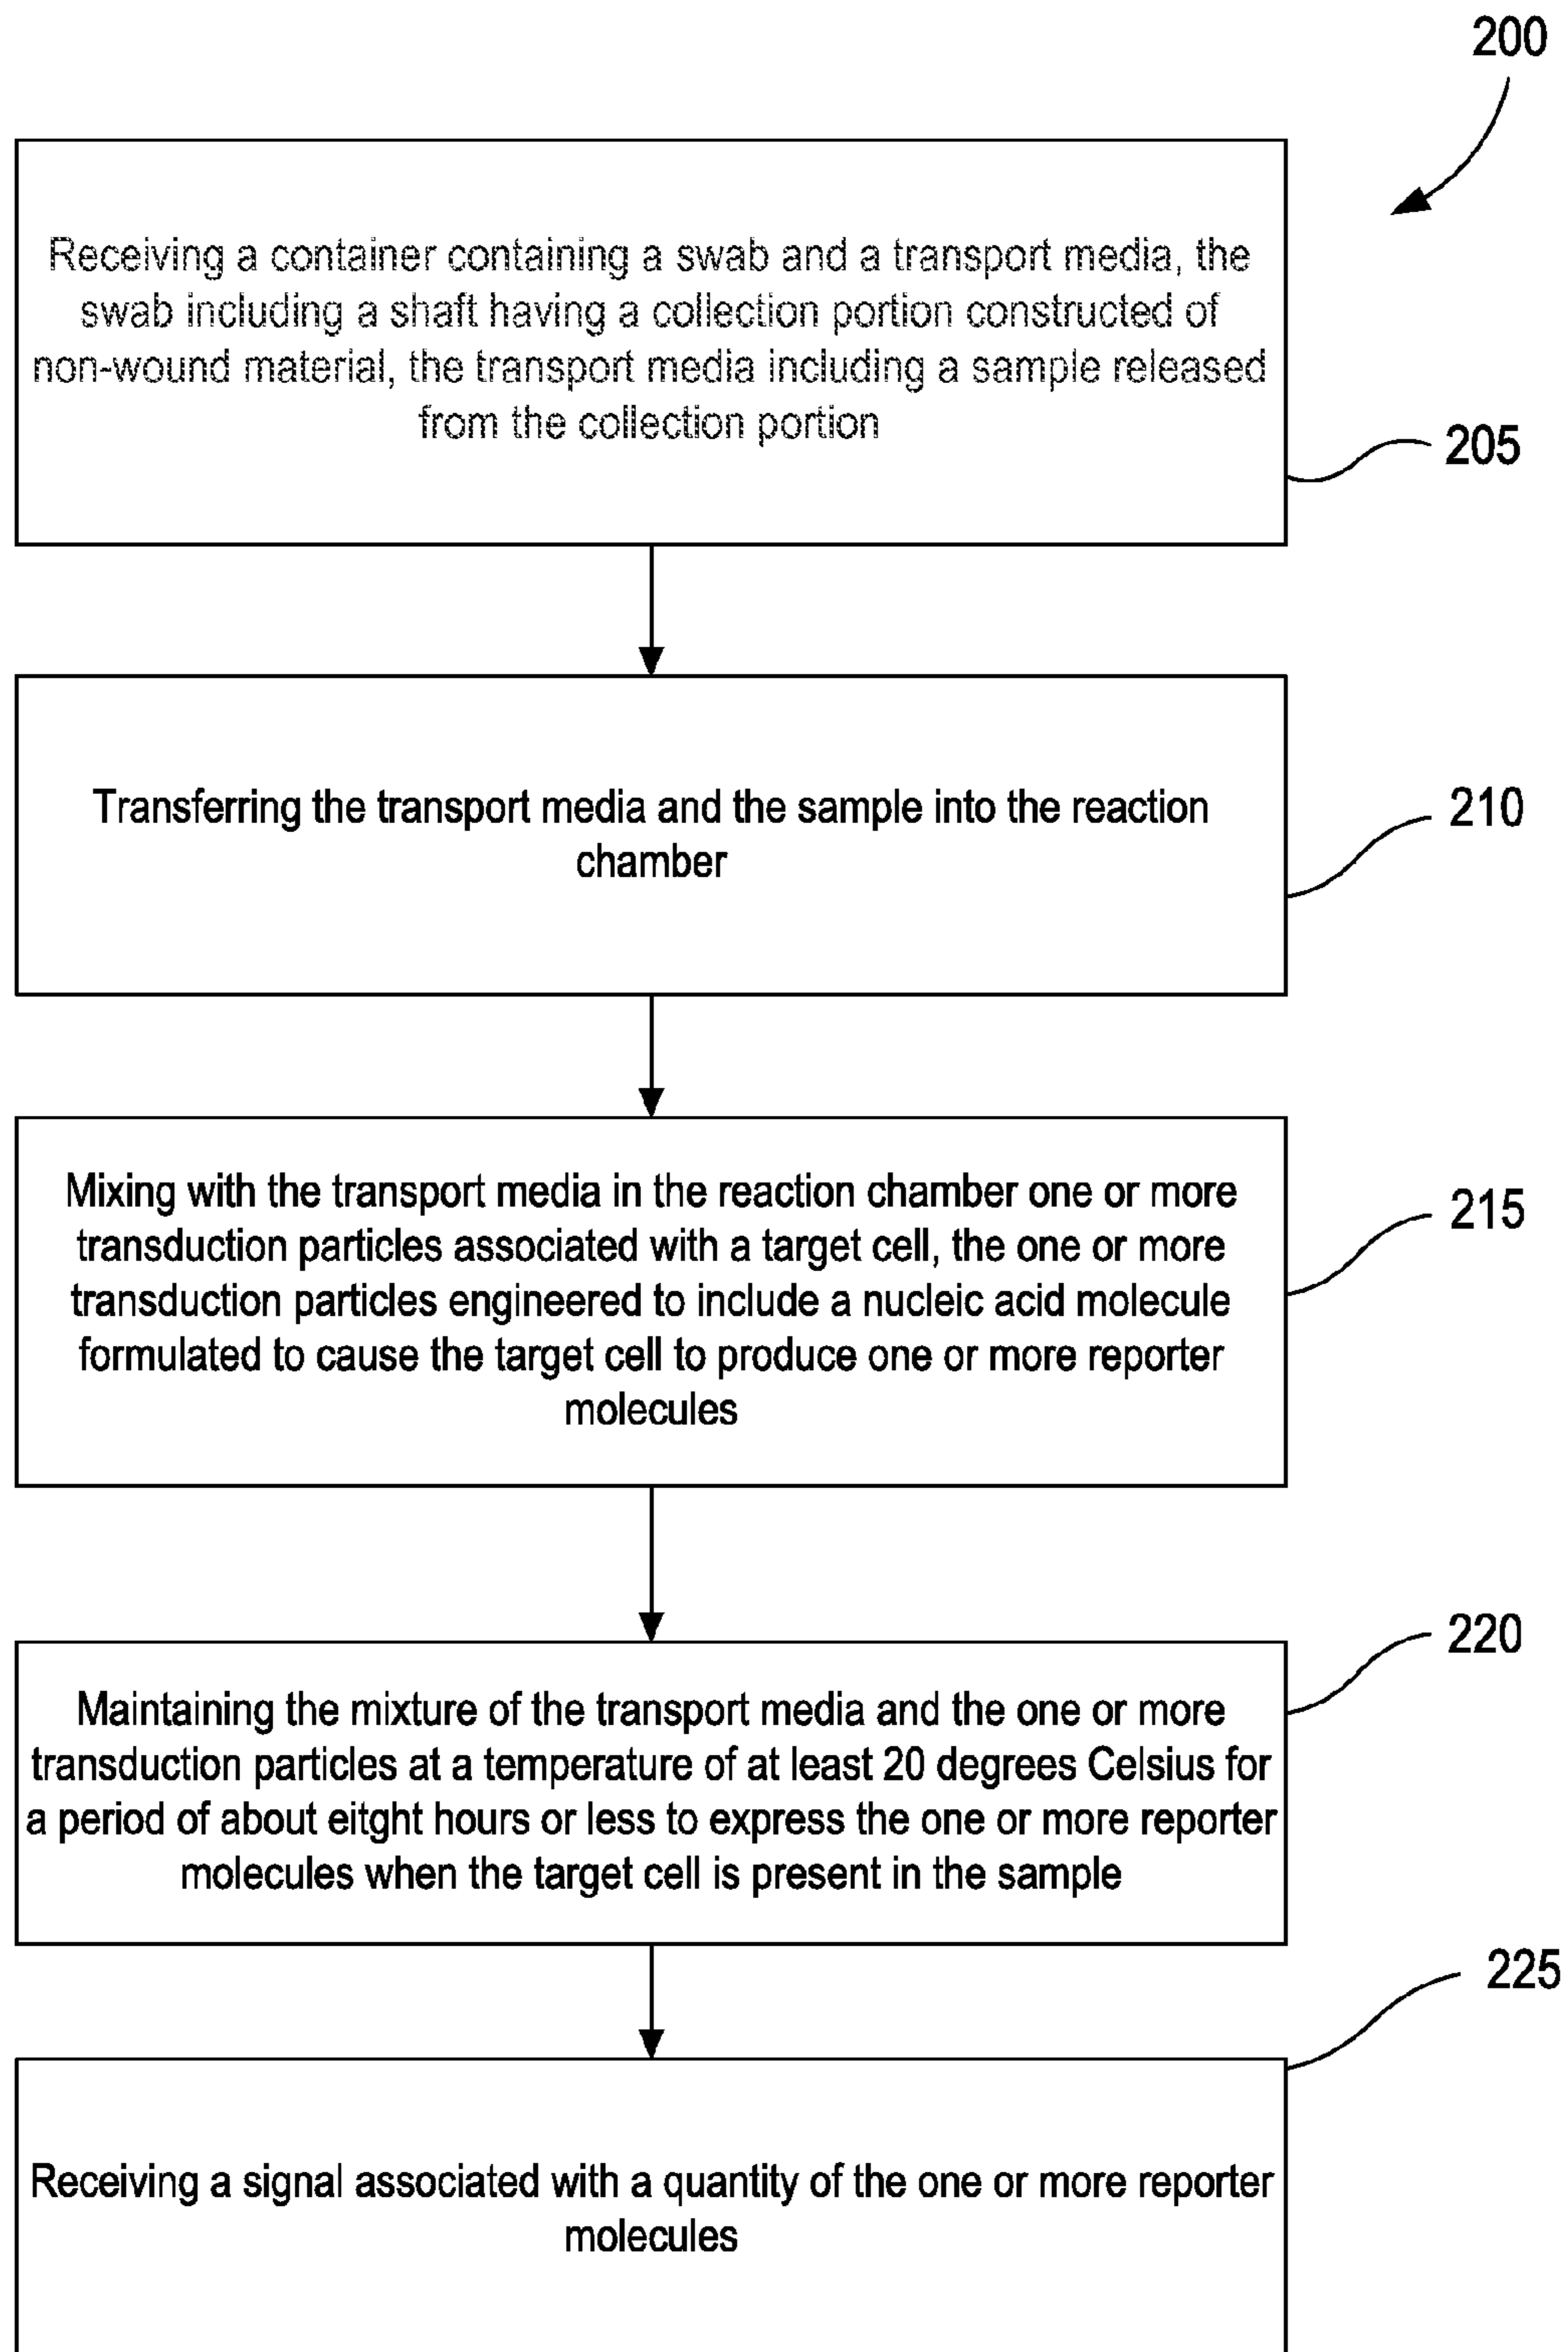 200
Receiving a container containing a swab and a transport media, the
swab including a shaft having a collection portion constructed of
non-wound material, the transport media including a sample released
from the collection portion
205
Transferring the transport media and the sample into the reaction
chamber
210
Mixing with the transport media in the reaction chamber one or more
transduction particles associated with a target cell, the one or more
transduction particles engineered to include a nucleic acid molecule
formulated to cause the target cell to produce one or more reporter
molecules
215
220
Maintaining the mixture of the transport media and the one or more
transduction particles at a temperature of at least 20 degrees Celsius for
a period of about eitght hours or less to express the one or more reporter
molecules when the target cell is present in the sample
225
Receiving a signal associated with a quantity of the one or more reporter
molecules